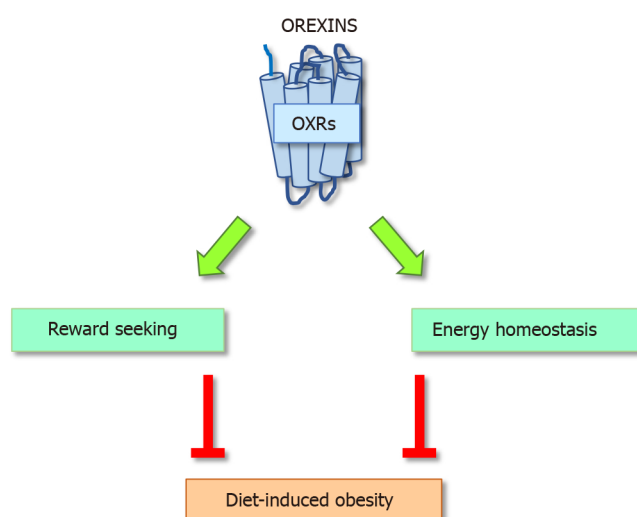 OREXINS
OXRs
Reward seeking
Energy homeostasis
Diet-induced obesity